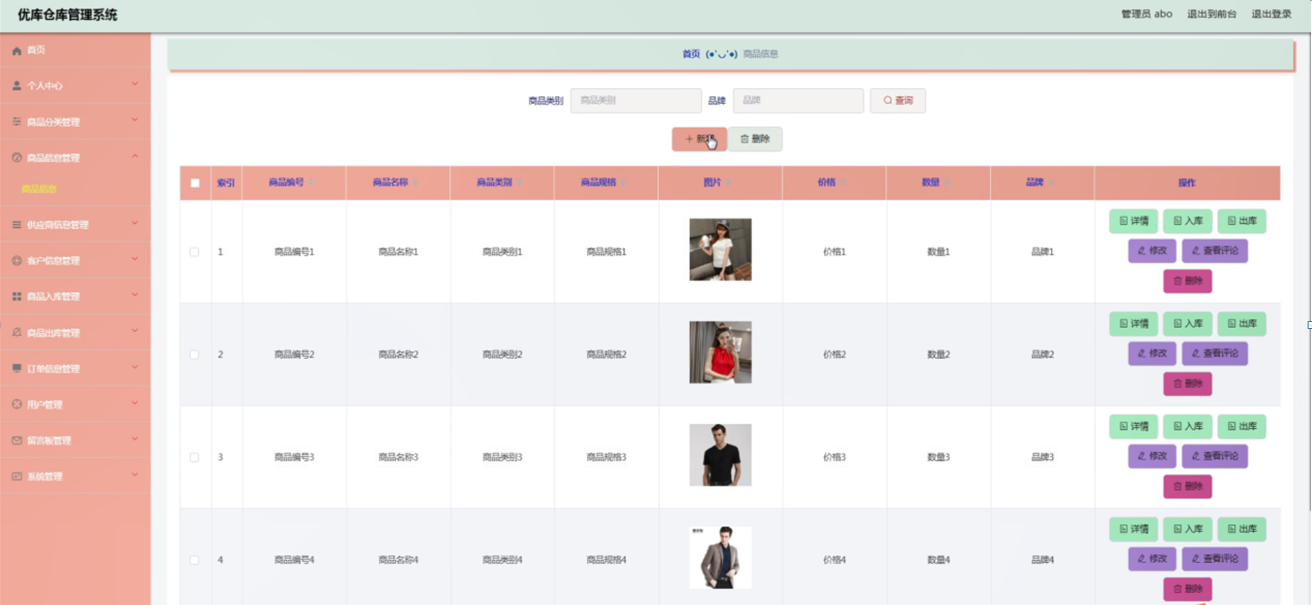 优库仓库管理系统
管理员 abo 退出到前台 退出登录
首页
个人中心
商品分类管理
商品信息管理
商品信息
供应商信息管理
客户信息管理
商品入库管理
商品出库管理
订单信息管理
用户管理
留言板管理
系统管理
首页 (●'◡'●) 商品信息
商品类别 商品类别 品牌 品牌 查询
+ 新增 删除
索引 商品编号 商品名称 商品类别 商品规格 图片 价格 数量 品牌 操作
1 商品编号1 商品名称1 商品类别1 商品规格1 价格1 数量1 品牌1
详情 入库 出库
修改 查看评论
删除
2 商品编号2 商品名称2 商品类别2 商品规格2 价格2 数量2 品牌2
详情 入库 出库
修改 查看评论
删除
3 商品编号3 商品名称3 商品类别3 商品规格3 价格3 数量3 品牌3
详情 入库 出库
修改 查看评论
删除
4 商品编号4 商品名称4 商品类别4 商品规格4 价格4 数量4 品牌4
详情 入库 出库
修改 查看评论
删除